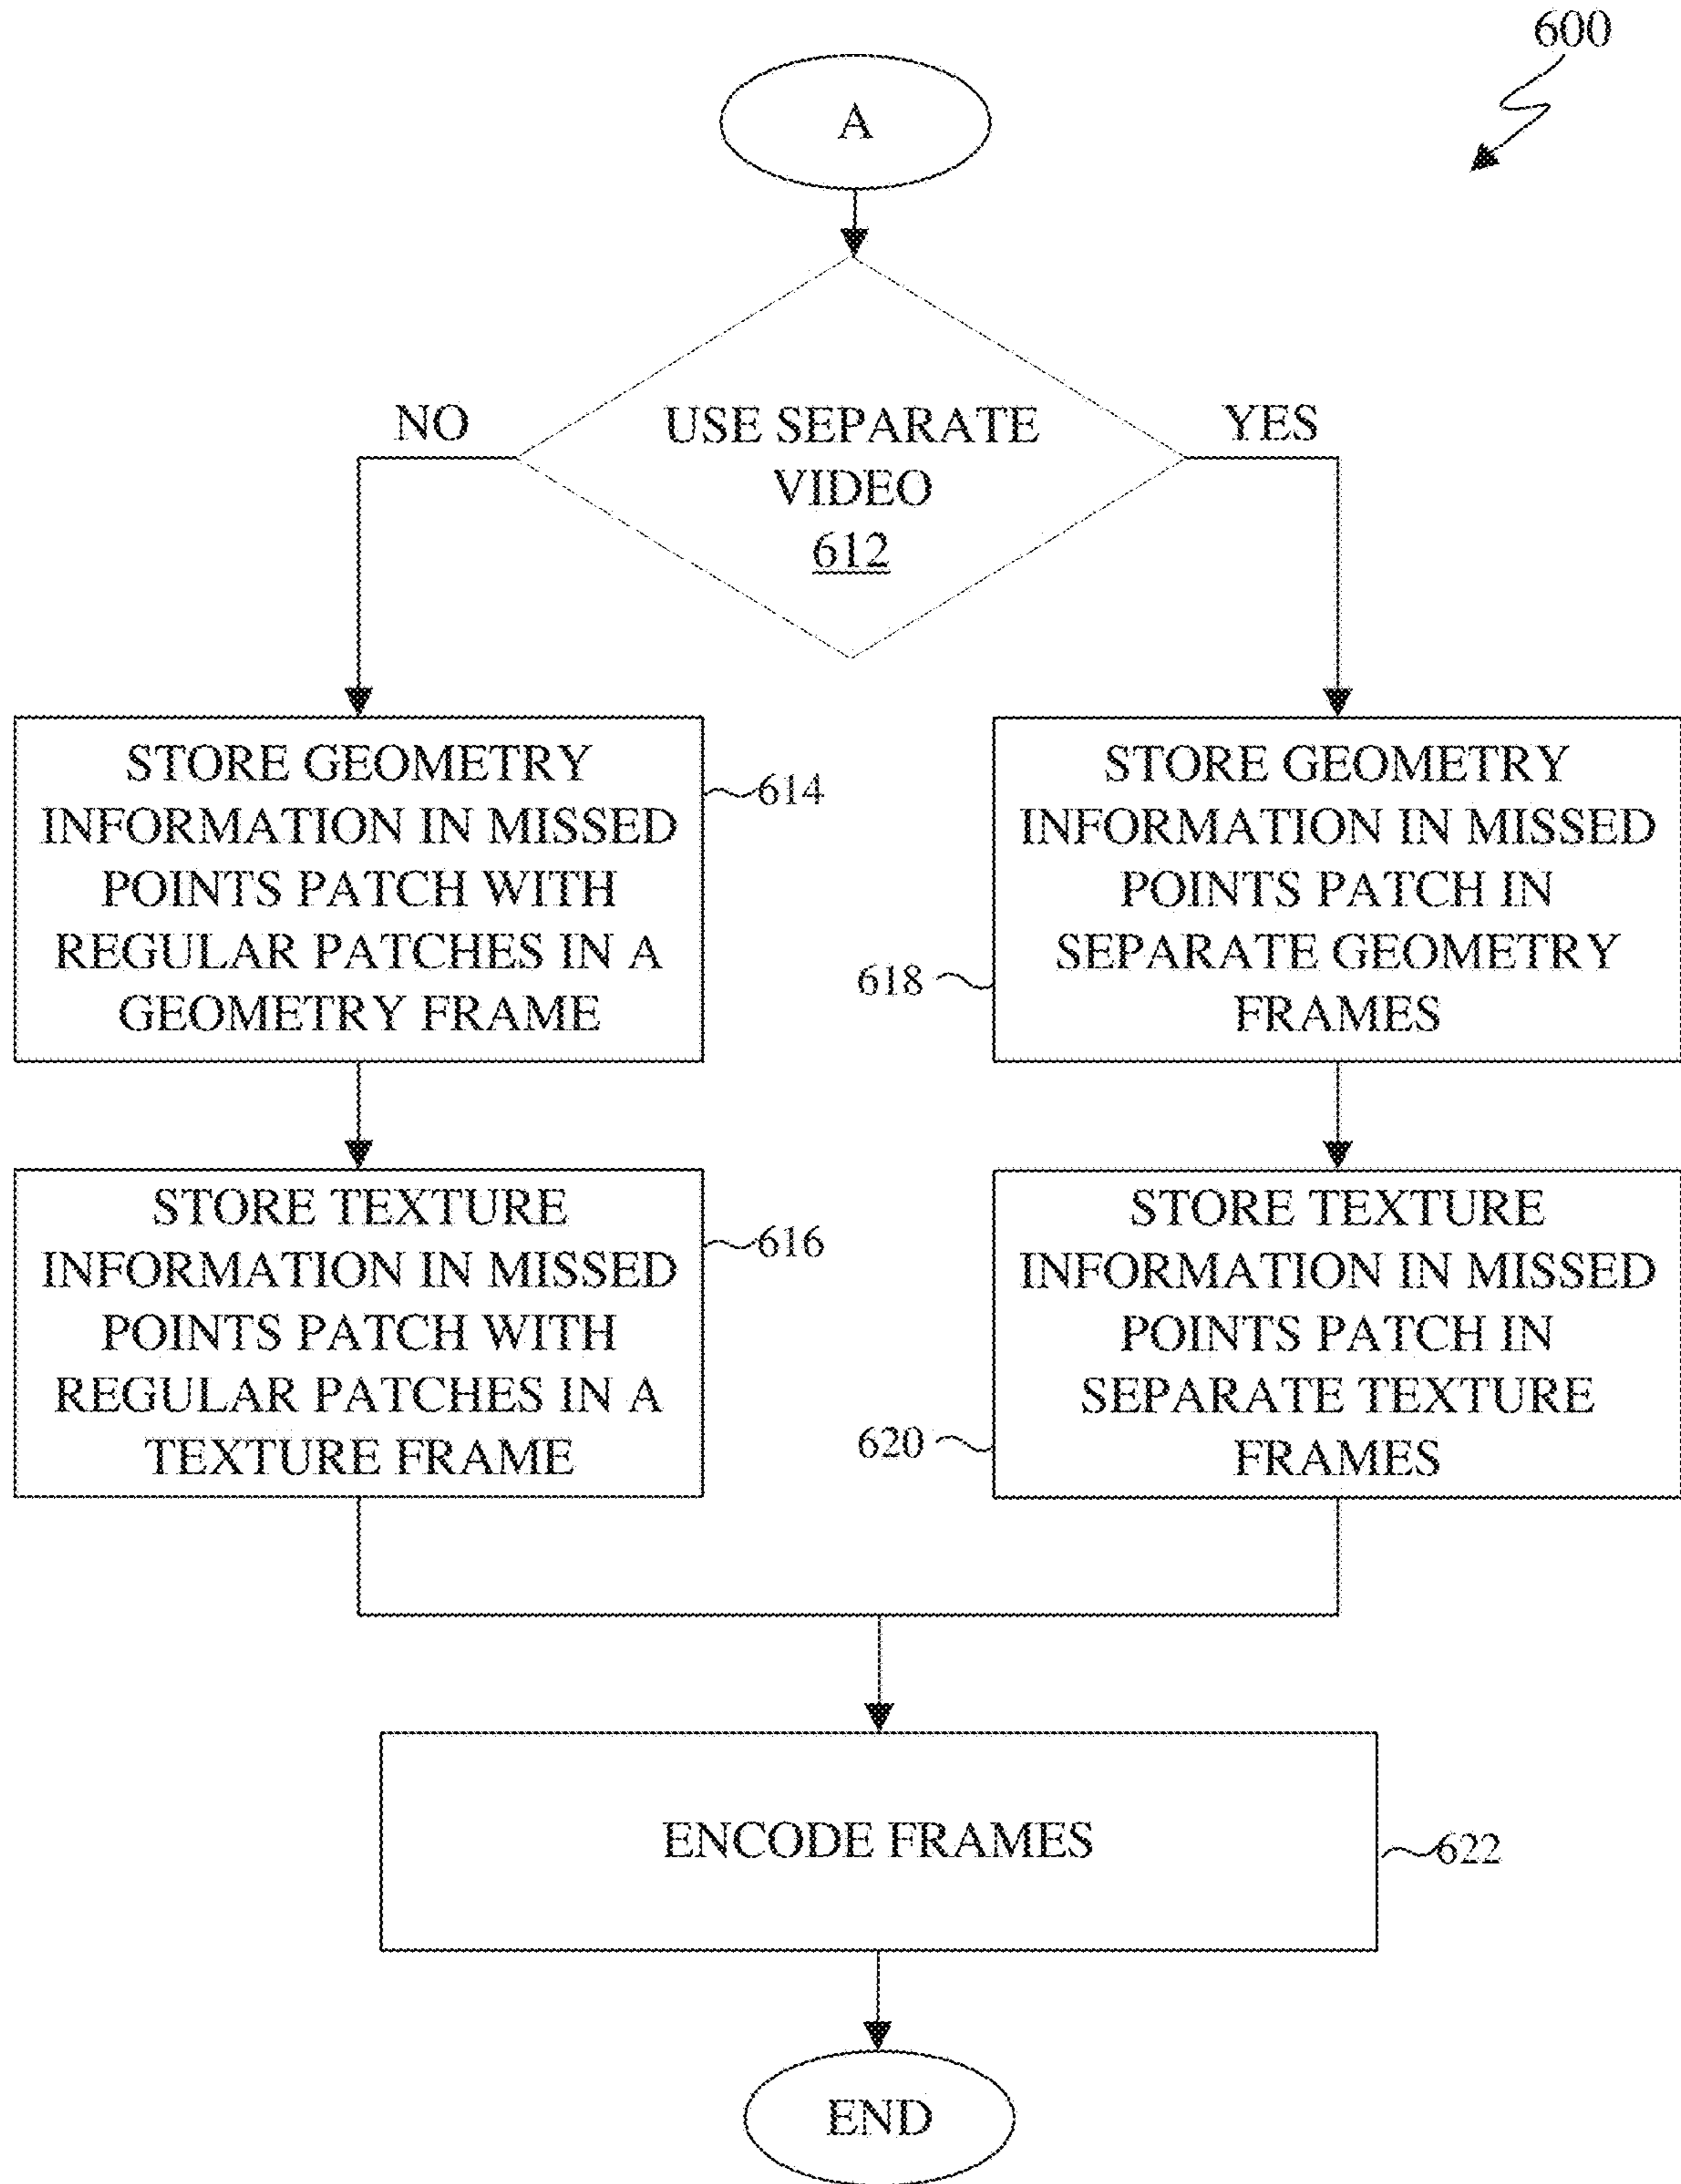 600
A
NO
YES
USE SEPARATE
VIDEO
612
STORE GEOMETRY
INFORMATION IN MISSED
POINTS PATCH WITH
REGULAR PATCHES IN A
GEOMETRY FRAME
614
STORE GEOMETRY
INFORMATION IN MISSED
POINTS PATCH IN
SEPARATE GEOMETRY
FRAMES
618
STORE TEXTURE
INFORMATION IN MISSED
POINTS PATCH WITH
REGULAR PATCHES IN A
TEXTURE FRAME
616
STORE TEXTURE
INFORMATION IN MISSED
POINTS PATCH IN
SEPARATE TEXTURE
FRAMES
620
ENCODE FRAMES
622
END